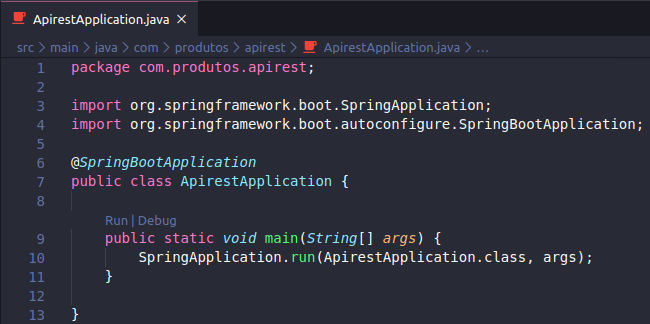 ApirestApplication.java ×
src > main > java > com > produtos > apirest > ApirestApplication.java > ...
1 package com.produtos.apirest;
2
3 import org.springframework.boot.SpringApplication;
4 import org.springframework.boot.autoconfigure.SpringBootApplication;
5
6 @SpringBootApplication
7 public class ApirestApplication {
8
Run | Debug
9 public static void main(String[] args) {
10 SpringApplication.run(ApirestApplication.class, args);
11 }
12
13 }